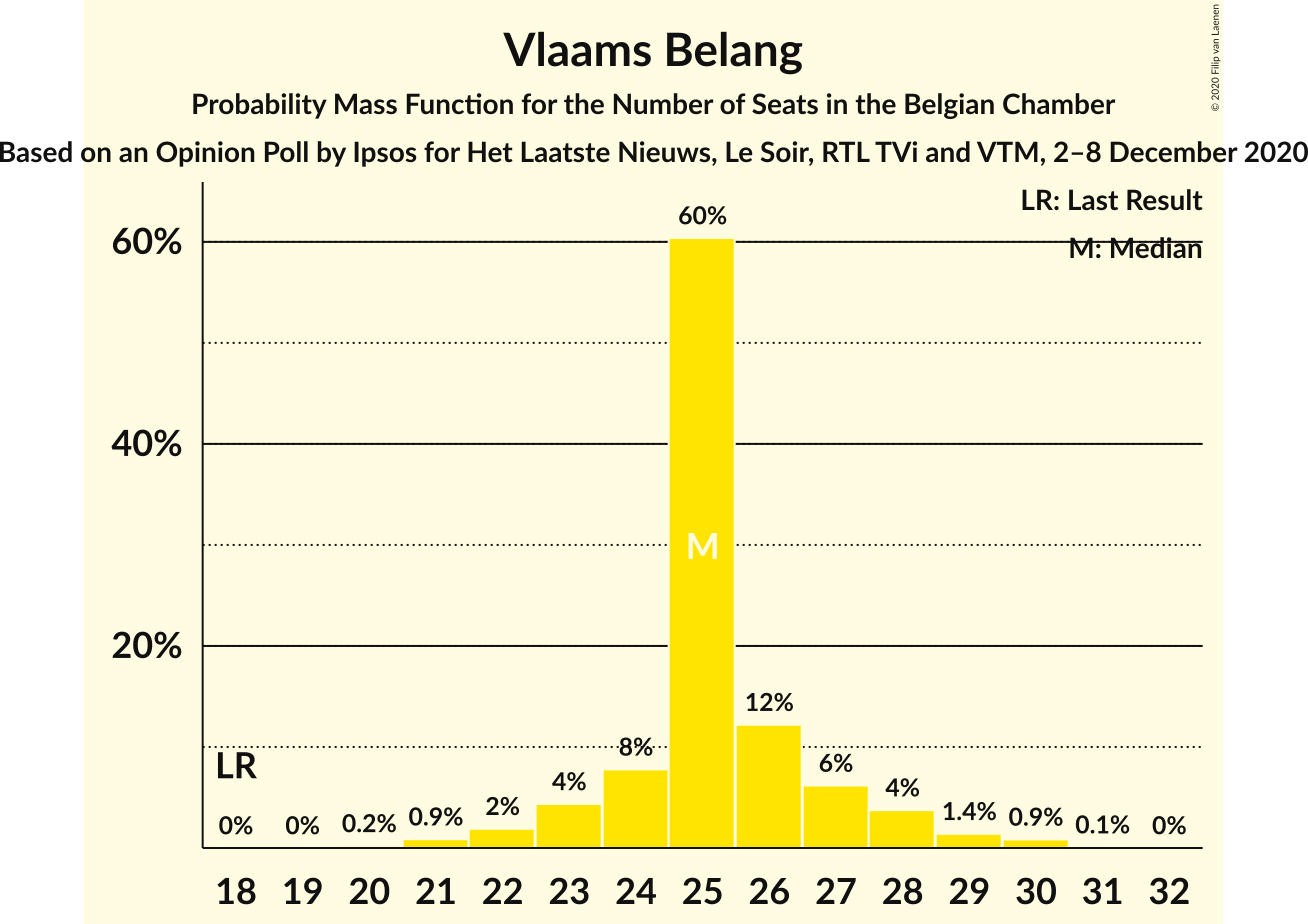 Vlaams Belang
Probability Mass Function for the Number of Seats in the Belgian Chamber
Based on an Opinion Poll by Ipsos for Het Laatste Nieuws, Le Soir, RTL TVi and VTM, 2–8 December 2020
© 2020 Filip van Laenen
LR: Last Result
M: Median
60%
40%
20%
LR
M
0% 0% 0.2% 0.9% 2% 4% 8% 60% 12% 6% 4% 1.4% 0.9% 0.1% 0%
18 19 20 21 22 23 24 25 26 27 28 29 30 31 32